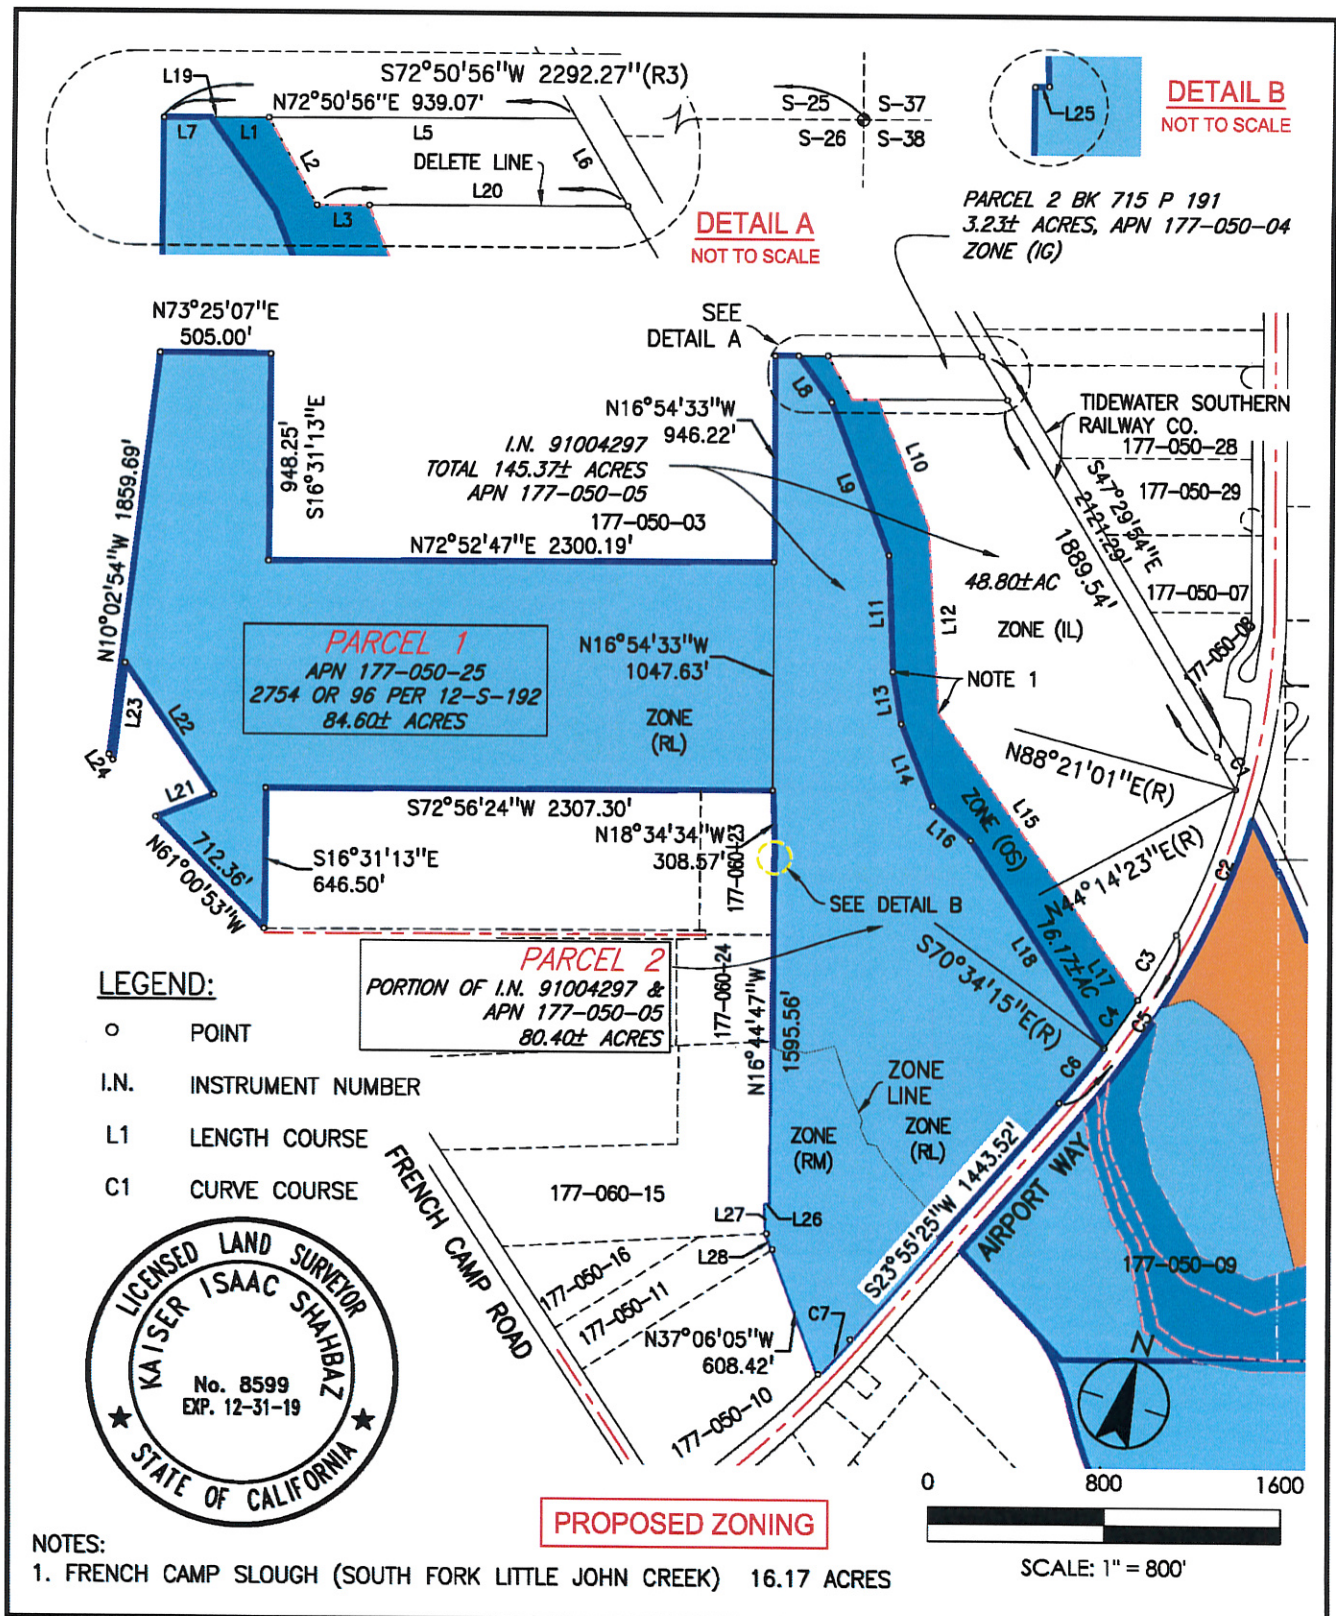 S72°50'56"W 2292.27"(R3)
L19
N72°50'56"E 939.07'
L7
L1
L5
L2
L6
DELETE LINE
L20
L3
DETAIL A
NOT TO SCALE
S-25
S-37
S-26
S-38
L25
DETAIL B
NOT TO SCALE
PARCEL 2 BK 715 P 191
3.23± ACRES, APN 177-050-04
ZONE (IG)
N73°25'07"E
505.00'
SEE
DETAIL A
N10°02'54"W 1859.69'
948.25'
S16°31'13"E
N16°54'33"W
946.22'
I.N. 91004297
TOTAL 145.37± ACRES
APN 177-050-05
177-050-03
N72°52'47"E 2300.19'
L8
L9
L10
TIDEWATER SOUTHERN
RAILWAY CO.
177-050-28
177-050-29
S47°29'54"E
2121.29'
1889.54'
177-050-07
177-050-08
48.80±AC
ZONE (IL)
L11
L12
PARCEL 1
APN 177-050-25
2754 OR 96 PER 12-S-192
84.60± ACRES
N16°54'33"W
1047.63'
ZONE
(RL)
NOTE 1
L13
L14
L23
L22
L24
L21
N88°21'01"E(R)
C1
L15
ZONE (OS)
L16
S72°56'24"W 2307.30'
N18°34'34"W
308.57'
177-060-23
712.36'
N61°00'53"W
S16°31'13"E
646.50'
N44°14'23"E(R)
C2
SEE DETAIL B
L18
16.17±AC
L17
C3
C4
C5
S70°34'15"E(R)
PARCEL 2
PORTION OF I.N. 91004297 &
APN 177-050-05
80.40± ACRES
177-060-24
N16°44'47"W
1595.56'
LEGEND:
POINT
I.N. INSTRUMENT NUMBER
L1 LENGTH COURSE
C1 CURVE COURSE
C6
ZONE
LINE
ZONE
(RM)
ZONE
(RL)
S23°55'25"W 1443.52'
AIRPORT WAY
FRENCH CAMP ROAD
177-060-15
L27
L26
L28
177-050-16
177-050-11
177-050-09
C7
N37°06'05"W
608.42'
177-050-10
N
LICENSED LAND SURVEYOR
KAISER ISAAC SHAHBAZ
No. 8599
EXP. 12-31-19
STATE OF CALIFORNIA
0 800 1600
SCALE: 1" = 800'
PROPOSED ZONING
NOTES:
1. FRENCH CAMP SLOUGH (SOUTH FORK LITTLE JOHN CREEK) 16.17 ACRES